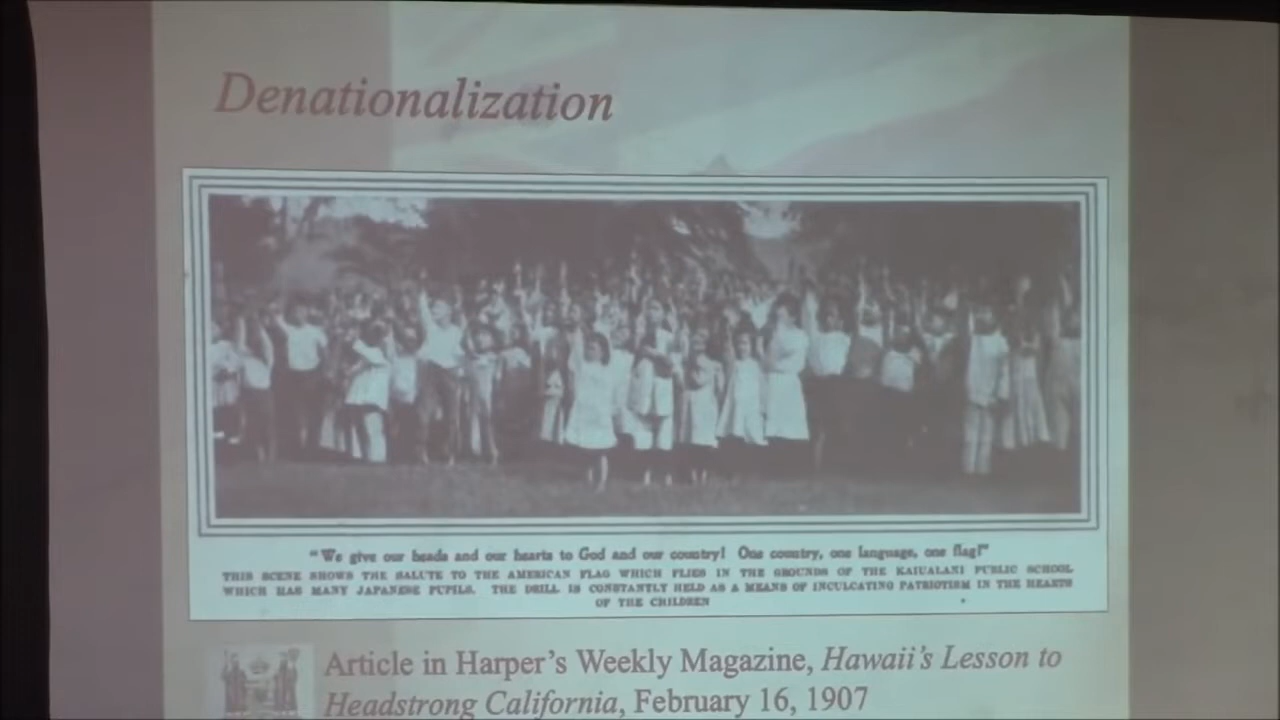 Denationalization
"We give our heads and our hearts to God and our country! One country, one language, one flag!"
THIS SCENE SHOWS THE SALUTE TO THE AMERICAN FLAG WHICH FLIES IN THE GROUNDS OF THE KAIULANI PUBLIC SCHOOL
WHICH HAS MANY JAPANESE PUPILS. THE DRILL IS CONSTANTLY HELD AS A MEANS OF INCULCATING PATRIOTISM IN THE HEARTS
OF THE CHILDREN
Article in Harper's Weekly Magazine, Hawaii's Lesson to
Headstrong California, February 16, 1907